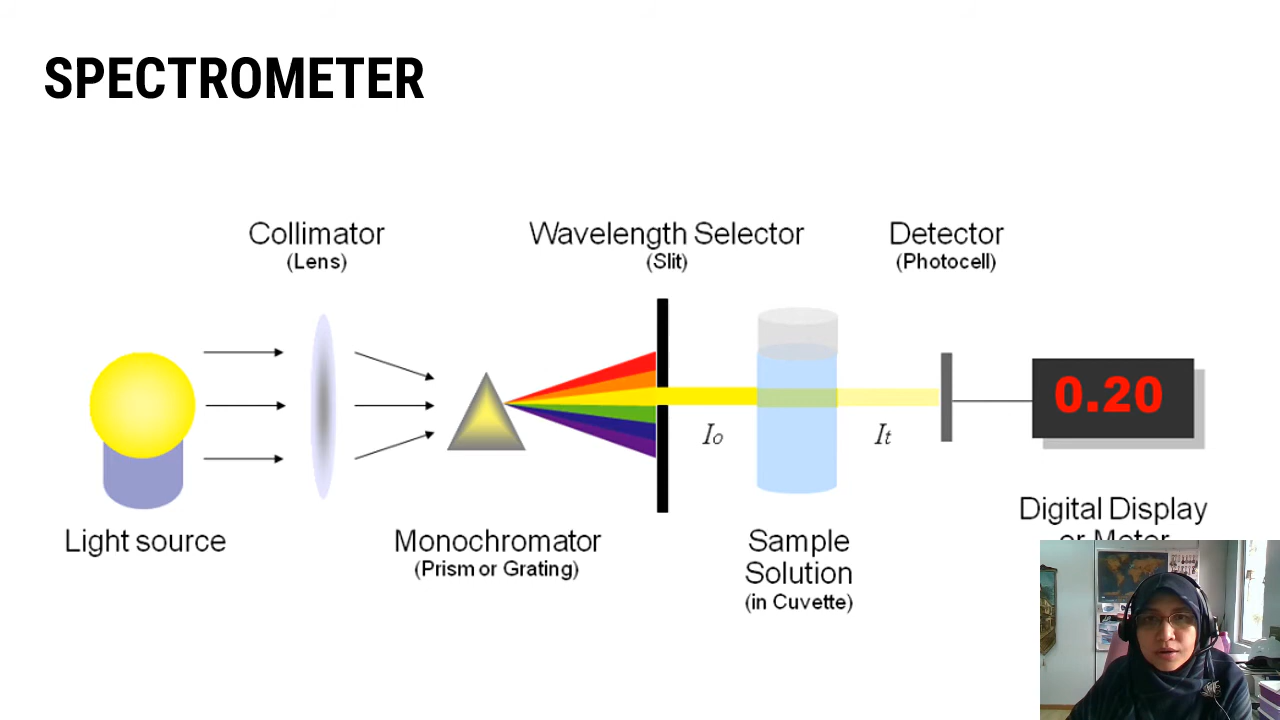 SPECTROMETER
Collimator
(Lens)
Wavelength Selector
(Slit)
Detector
(Photocell)
0.20
Io
It
Light source
Monochromator
(Prism or Grating)
Sample
Solution
(in Cuvette)
Digital Display
or Meter